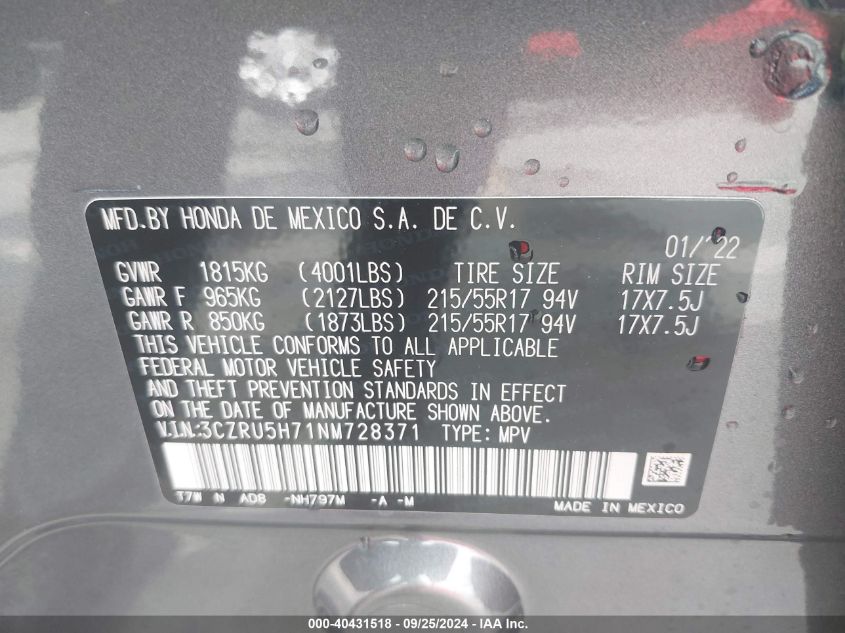 MFD.BY HONDA DE MEXICO S.A. DE C.V.
01/'22
GVWR 1815KG (4001LBS) TIRE SIZE RIM SIZE
GAWR F 965KG (2127LBS) 215/55R17 94V 17X7.5J
GAWR R 850KG (1873LBS) 215/55R17 94V 17X7.5J
THIS VEHICLE CONFORMS TO ALL APPLICABLE
FEDERAL MOTOR VEHICLE SAFETY
AND THEFT PREVENTION STANDARDS IN EFFECT
ON THE DATE OF MANUFACTURE SHOWN ABOVE.
V.I.N:3CZRU5H71NM728371 TYPE: MPV
T7W N AD8 -NH797M -A -M
MADE IN MEXICO
000-40431518 - 09/25/2024 - IAA Inc.